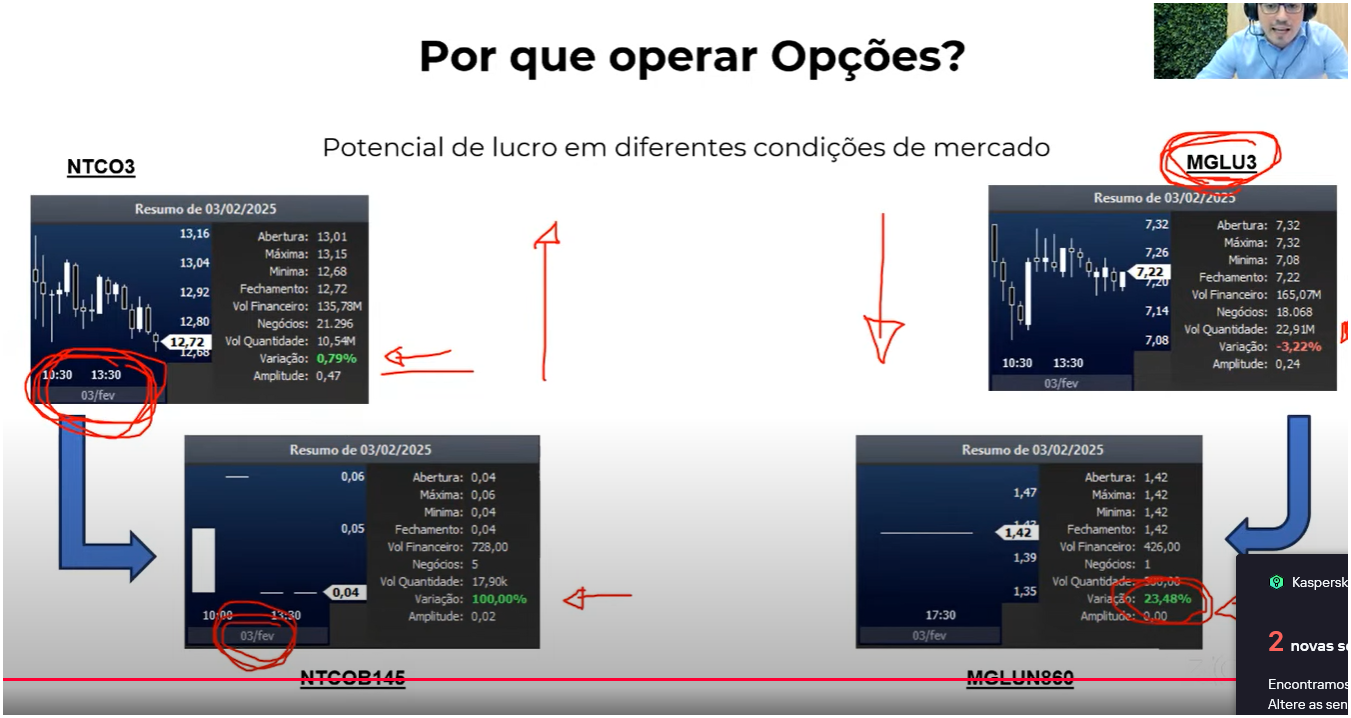 Por que operar Opções?
Potencial de lucro em diferentes condições de mercado
NTCO3
Resumo de 03/02/2025
13,16
13,04
12,92
12,80
12,72
12,68
10:30 13:30
03/fev
Abertura: 13,01
Máxima: 13,15
Minima: 12,68
Fechamento: 12,72
Vol Financeiro: 135,78M
Negócios: 21.296
Vol Quantidade: 10,54M
Variação: 0,79%
Amplitude: 0,47
MGLU3
Resumo de 03/02/2025
7,32
7,26
7,22
7,20
7,14
7,08
10:30 13:30
03/fev
Abertura: 7,32
Máxima: 7,32
Minima: 7,08
Fechamento: 7,22
Vol Financeiro: 165,07M
Negócios: 18.068
Vol Quantidade: 22,91M
Variação: -3,22%
Amplitude: 0,24
Resumo de 03/02/2025
0,06
0,05
0,04
10:00 13:30
03/fev
Abertura: 0,04
Máxima: 0,06
Minima: 0,04
Fechamento: 0,04
Vol Financeiro: 728,00
Negócios: 5
Vol Quantidade: 17,90k
Variação: 100,00%
Amplitude: 0,02
NTCOB145
Resumo de 03/02/2025
1,47
1,42
1,39
1,35
17:30
03/fev
Abertura: 1,42
Máxima: 1,42
Minima: 1,42
Fechamento: 1,42
Vol Financeiro: 426,00
Negócios: 1
Vol Quantidade: 300,00
Variação: 23,48%
Amplitude: 0,00
MGLUN860
Kaspersk
2 novas se
Encontramos
Altere as sen